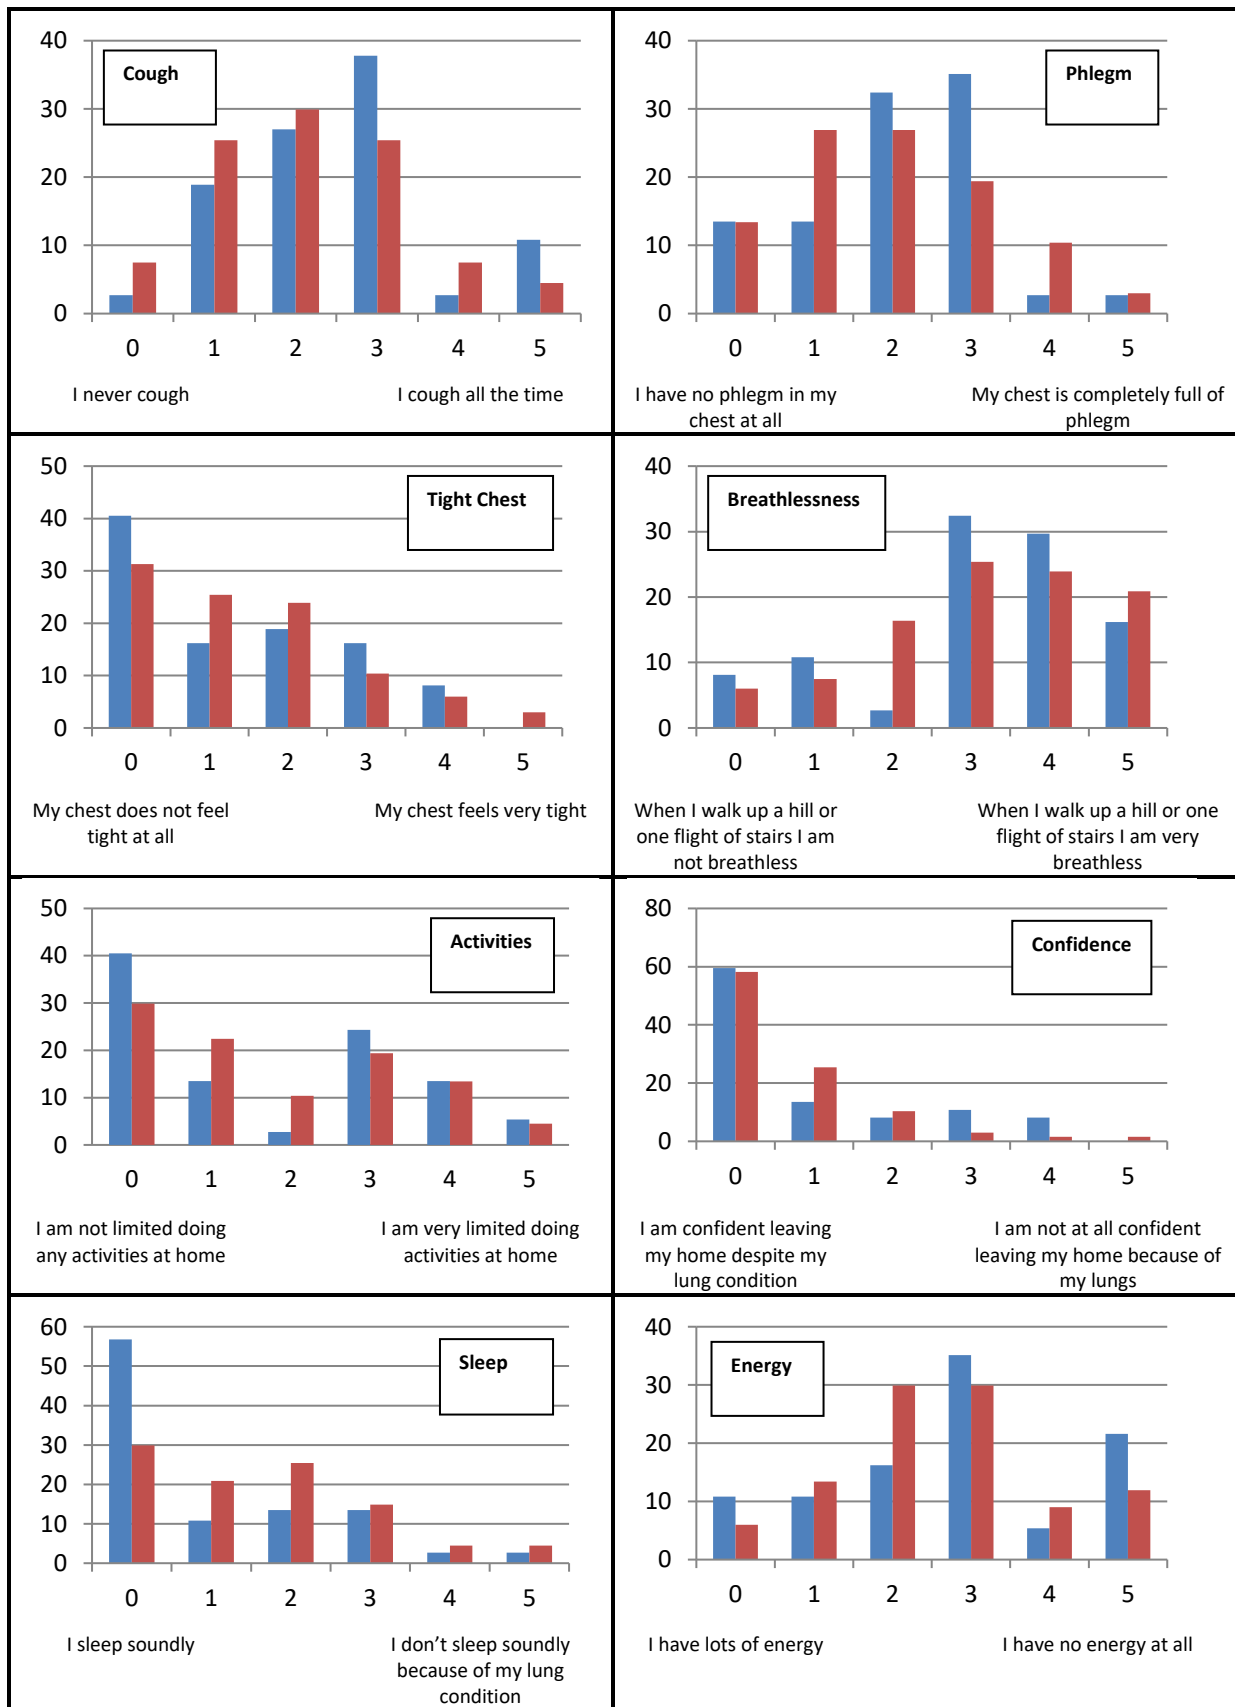 40
30
20
10
0
Cough
0 1 2 3 4 5
I never cough
I cough all the time
40
30
20
10
0
Phlegm
0 1 2 3 4 5
I have no phlegm in my
chest at all
My chest is completely full of
phlegm
50
40
30
20
10
0
Tight Chest
0 1 2 3 4 5
My chest does not feel
tight at all
My chest feels very tight
40
30
20
10
0
Breathlessness
0 1 2 3 4 5
When I walk up a hill or
one flight of stairs I am
not breathless
When I walk up a hill or one
flight of stairs I am very
breathless
50
40
30
20
10
0
Activities
0 1 2 3 4 5
I am not limited doing
any activities at home
I am very limited doing
activities at home
80
60
40
20
0
Confidence
0 1 2 3 4 5
I am confident leaving
my home despite my
lung condition
I am not at all confident
leaving my home because of
my lungs
60
50
40
30
20
10
0
Sleep
0 1 2 3 4 5
I sleep soundly
I don’t sleep soundly
because of my lung
condition
40
30
20
10
0
Energy
0 1 2 3 4 5
I have lots of energy
I have no energy at all